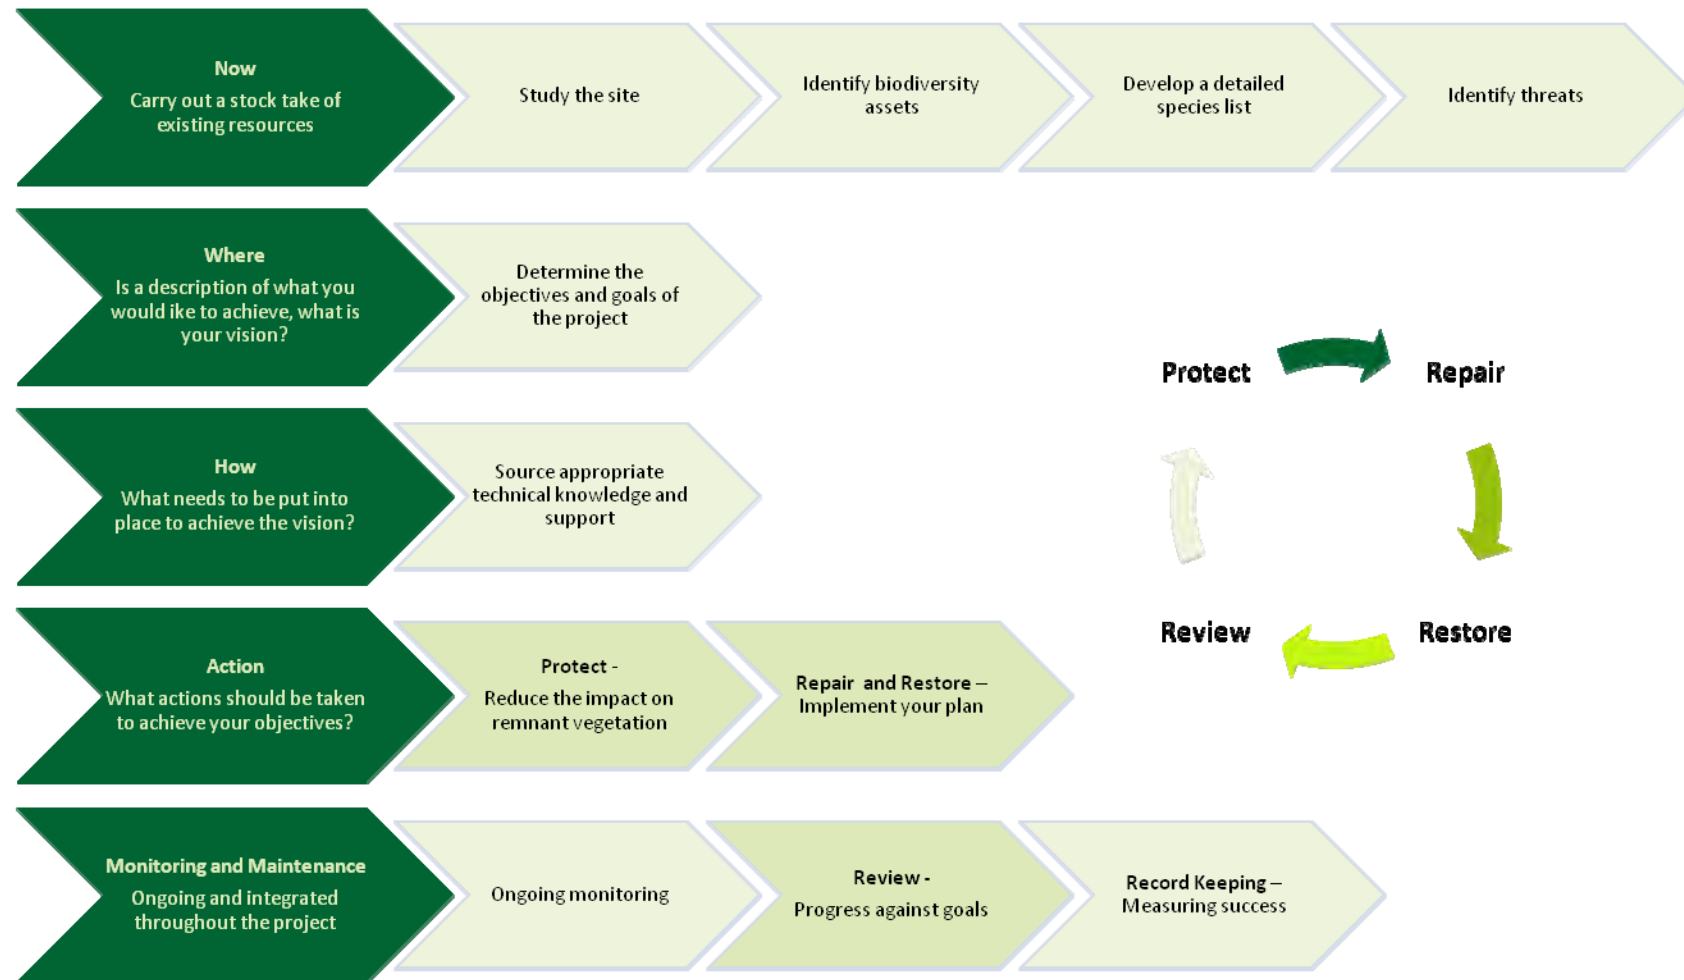 Now
Carry out a stock take of
existing resources
Study the site
Identify biodiversity
assets
Develop a detailed
species list
Identify threats
Where
Is a description of what you
would ike to achieve, what is
your vision?
Determine the
objectives and goals of
the project
How
What needs to be put into
place to achieve the vision?
Source appropriate
technical knowledge and
support
Protect
Repair
Review
Restore
Action
What actions should be taken
to achieve your objectives?
Protect -
Reduce the impact on
remnant vegetation
Repair and Restore –
Implement your plan
Monitoring and Maintenance
Ongoing and integrated
throughout the project
Ongoing monitoring
Review -
Progress against goals
Record Keeping –
Measuring success